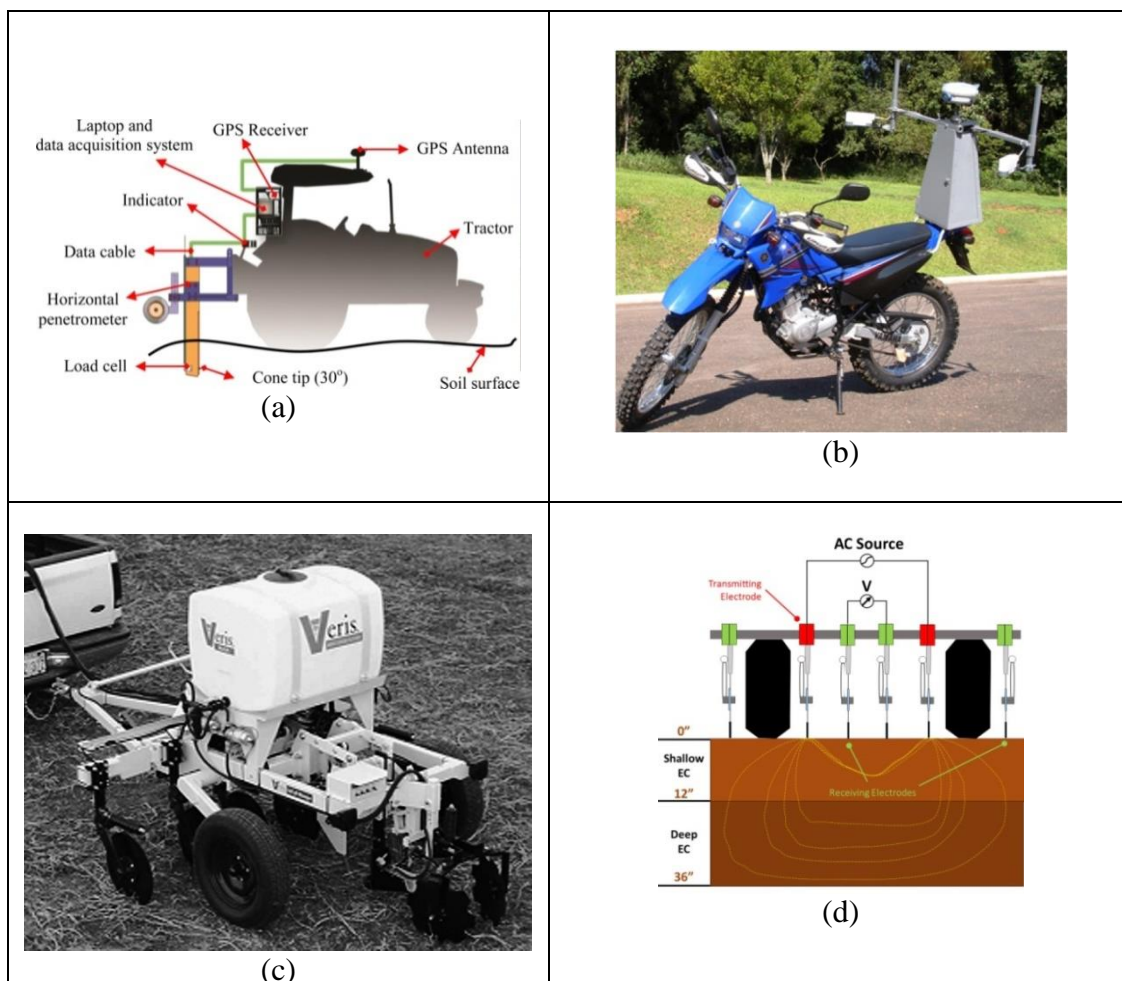 Laptop and
data acquisition system
GPS Receiver
GPS Antenna
Indicator
Tractor
Data cable
Horizontal
penetrometer
Load cell
Cone tip (30°)
Soil surface
(a)
(b)
Veris
Veris
(c)
AC Source
Transmitting
Electrode
V
0"
Shallow
EC
12"
Receiving Electrodes
Deep
EC
36"
(d)